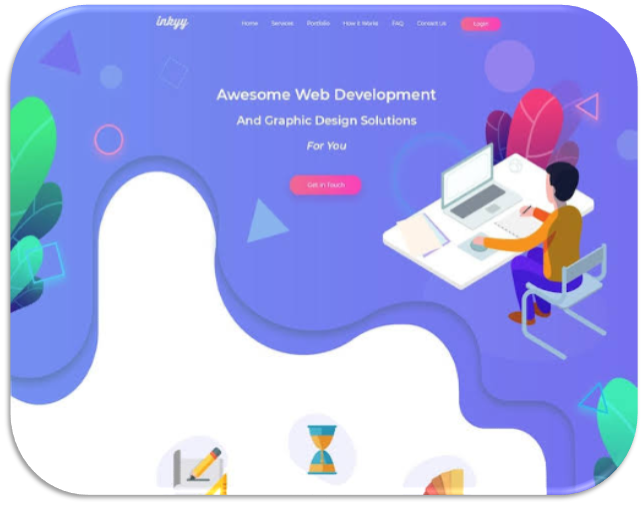 inkyy
Home Services Portfolio How It Works FAQ Contact Us Login
Awesome Web Development
And Graphic Design Solutions
For You
Get In Touch